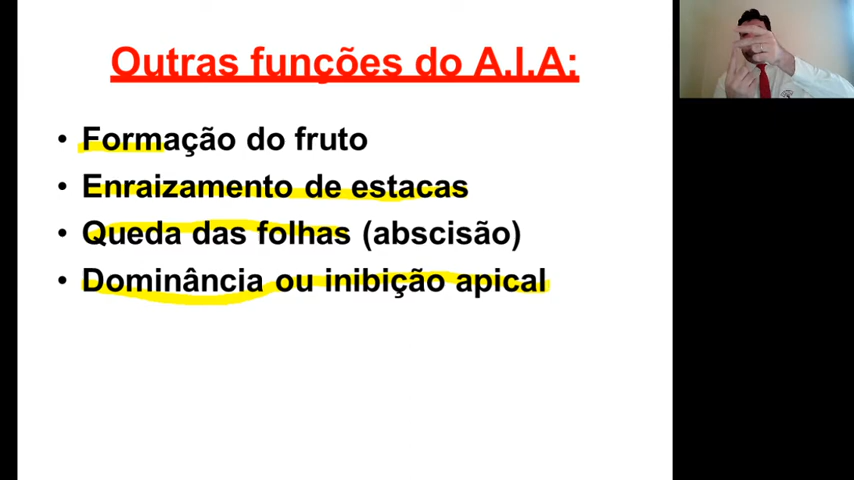 Outras funções do A.I.A:
• Formação do fruto
• Enraizamento de estacas
• Queda das folhas (abscisão)
• Dominância ou inibição apical